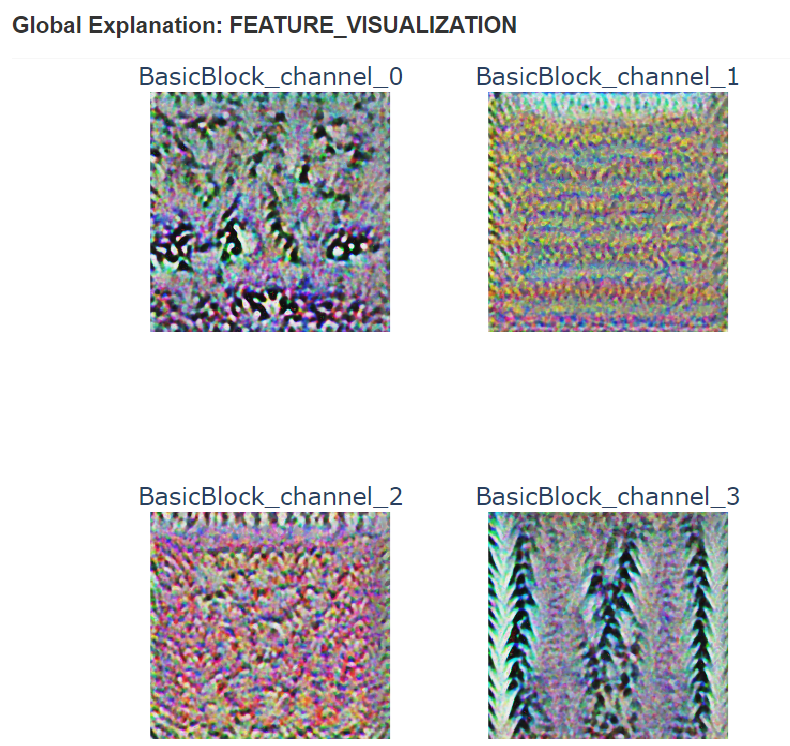 Global Explanation: FEATURE_VISUALIZATION
BasicBlock_channel_0
BasicBlock_channel_1
BasicBlock_channel_2
BasicBlock_channel_3